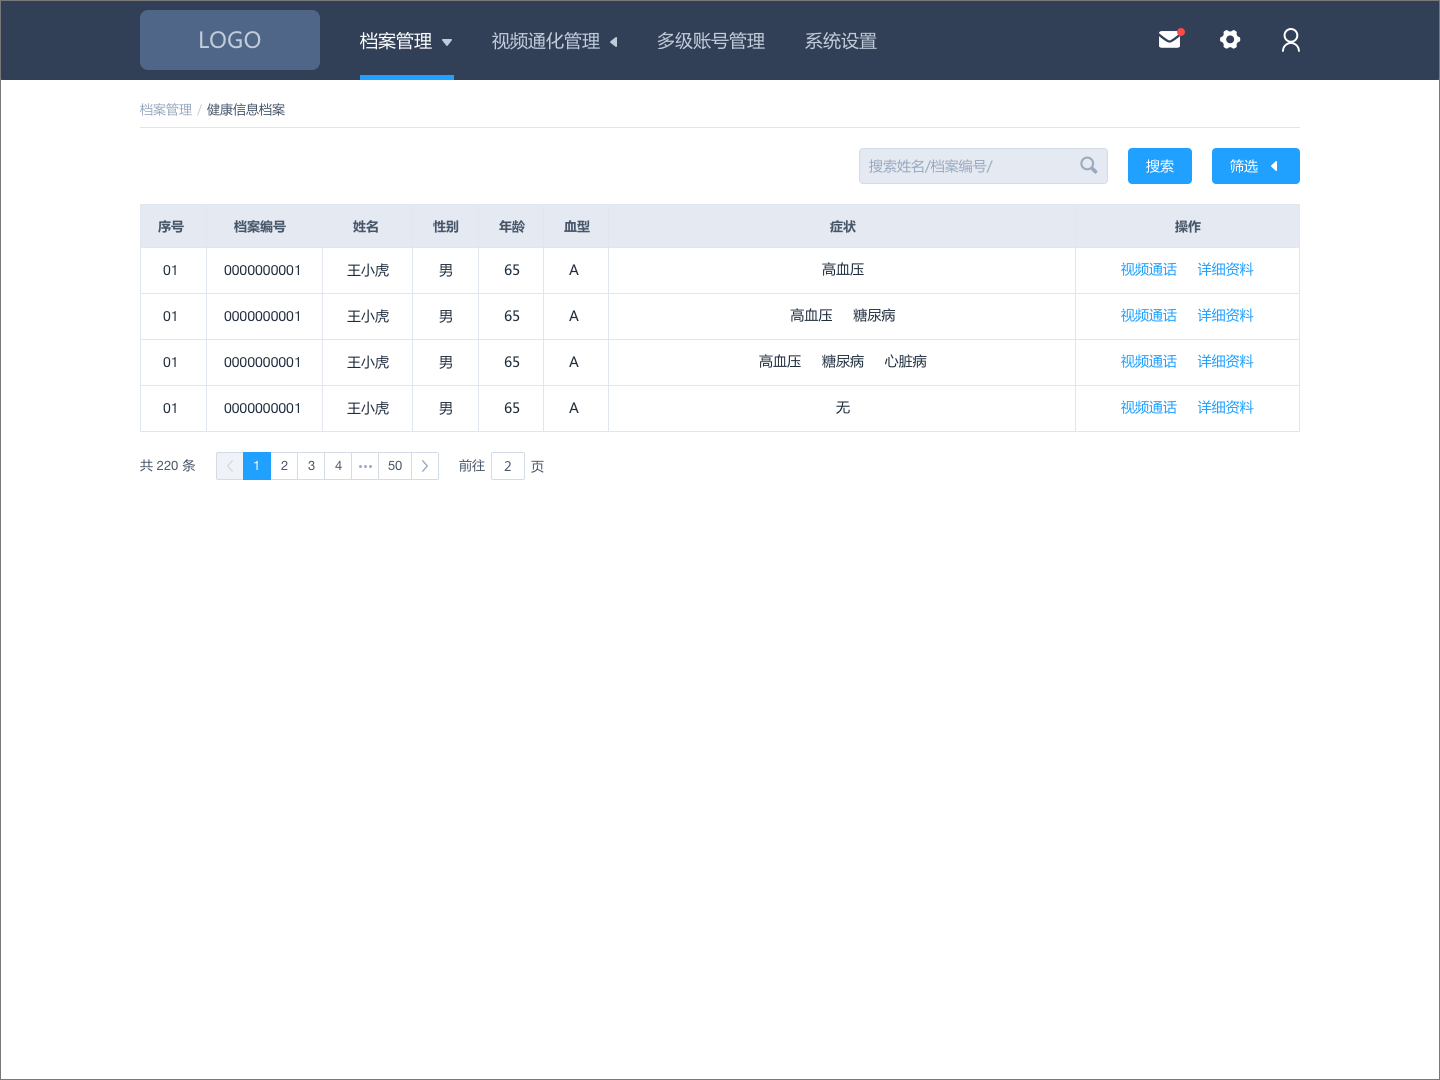 LOGO 档案管理 视频通化管理 多级账号管理 系统设置
档案管理 / 健康信息档案
搜索姓名/档案编号/ 搜索 筛选
序号 档案编号 姓名 性别 年龄 血型 症状 操作
01 0000000001 王小虎 男 65 A 高血压 视频通话 详细资料
01 0000000001 王小虎 男 65 A 高血压 糖尿病 视频通话 详细资料
01 0000000001 王小虎 男 65 A 高血压 糖尿病 心脏病 视频通话 详细资料
01 0000000001 王小虎 男 65 A 无 视频通话 详细资料
共 220 条 1 2 3 4 ••• 50 前往 2 页